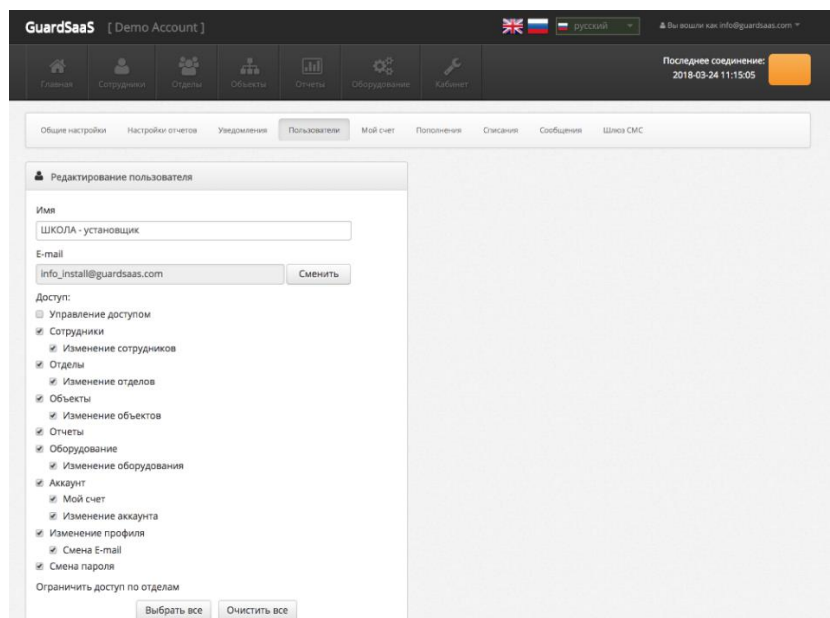 GuardSaaS [ Demo Account ] русский Вы вошли как info@guardsaas.com
Главная Сотрудники Отделы Объекты Отчеты Оборудование Кабинет
Последнее соединение:
2018-03-24 11:15:05
Общие настройки Настройки отчетов Уведомления Пользователи Мой счет Пополнения Списания Сообщения Шлюз СМС
Редактирование пользователя
Имя
ШКОЛА - установщик
E-mail
info_install@guardsaas.com Сменить
Доступ:
Управление доступом
Сотрудники
Изменение сотрудников
Отделы
Изменение отделов
Объекты
Изменение объектов
Отчеты
Оборудование
Изменение оборудования
Аккаунт
Мой счет
Изменение аккаунта
Изменение профиля
Смена E-mail
Смена пароля
Ограничить доступ по отделам
Выбрать все Очистить все